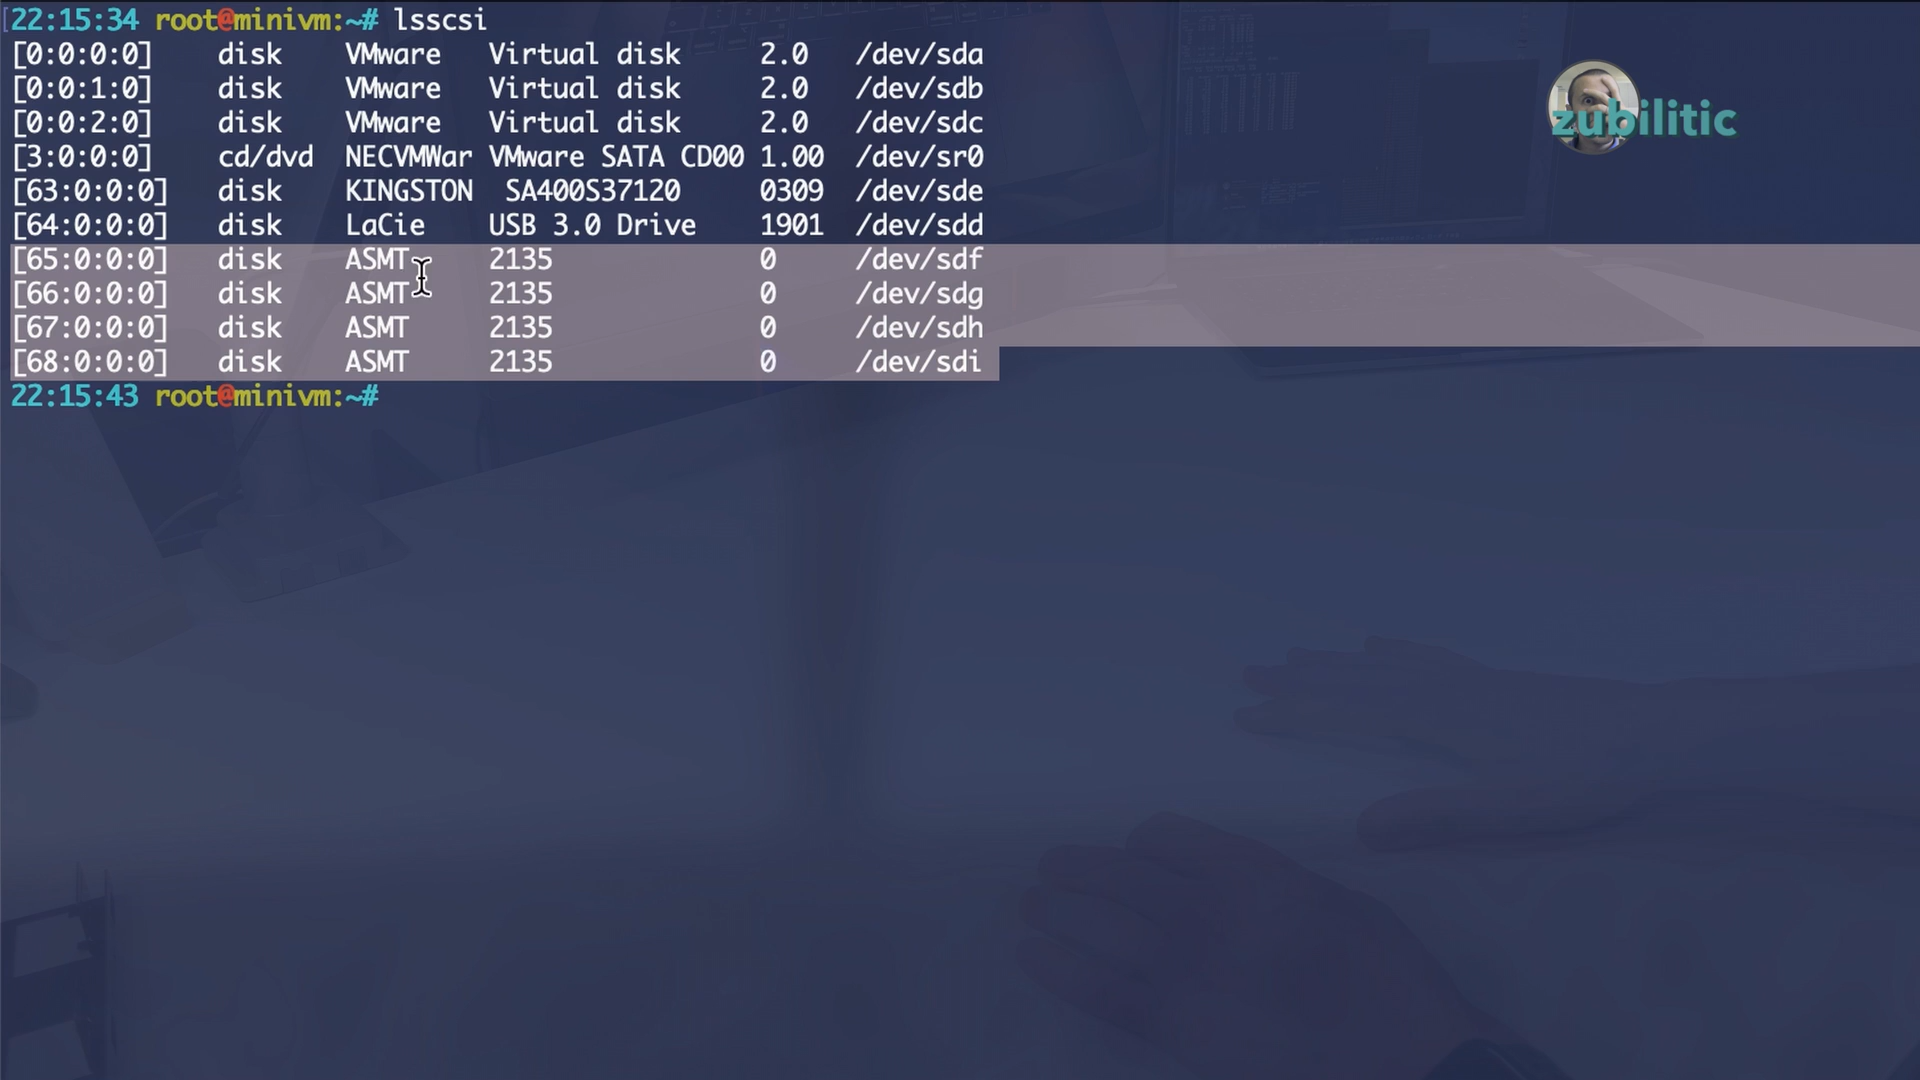 22:15:34 root@minivm:~# lsscsi
[0:0:0:0]    disk    VMware   Virtual disk     2.0   /dev/sda
[0:0:1:0]    disk    VMware   Virtual disk     2.0   /dev/sdb
[0:0:2:0]    disk    VMware   Virtual disk     2.0   /dev/sdc
[3:0:0:0]    cd/dvd  NECVMWar VMware SATA CD00 1.00  /dev/sr0
[63:0:0:0]   disk    KINGSTON  SA400S37120     0309  /dev/sde
[64:0:0:0]   disk    LaCie    USB 3.0 Drive    1901  /dev/sdd
[65:0:0:0]   disk    ASMT     2135             0     /dev/sdf
[66:0:0:0]   disk    ASMT     2135             0     /dev/sdg
[67:0:0:0]   disk    ASMT     2135             0     /dev/sdh
[68:0:0:0]   disk    ASMT     2135             0     /dev/sdi
22:15:43 root@minivm:~#
zubilitic